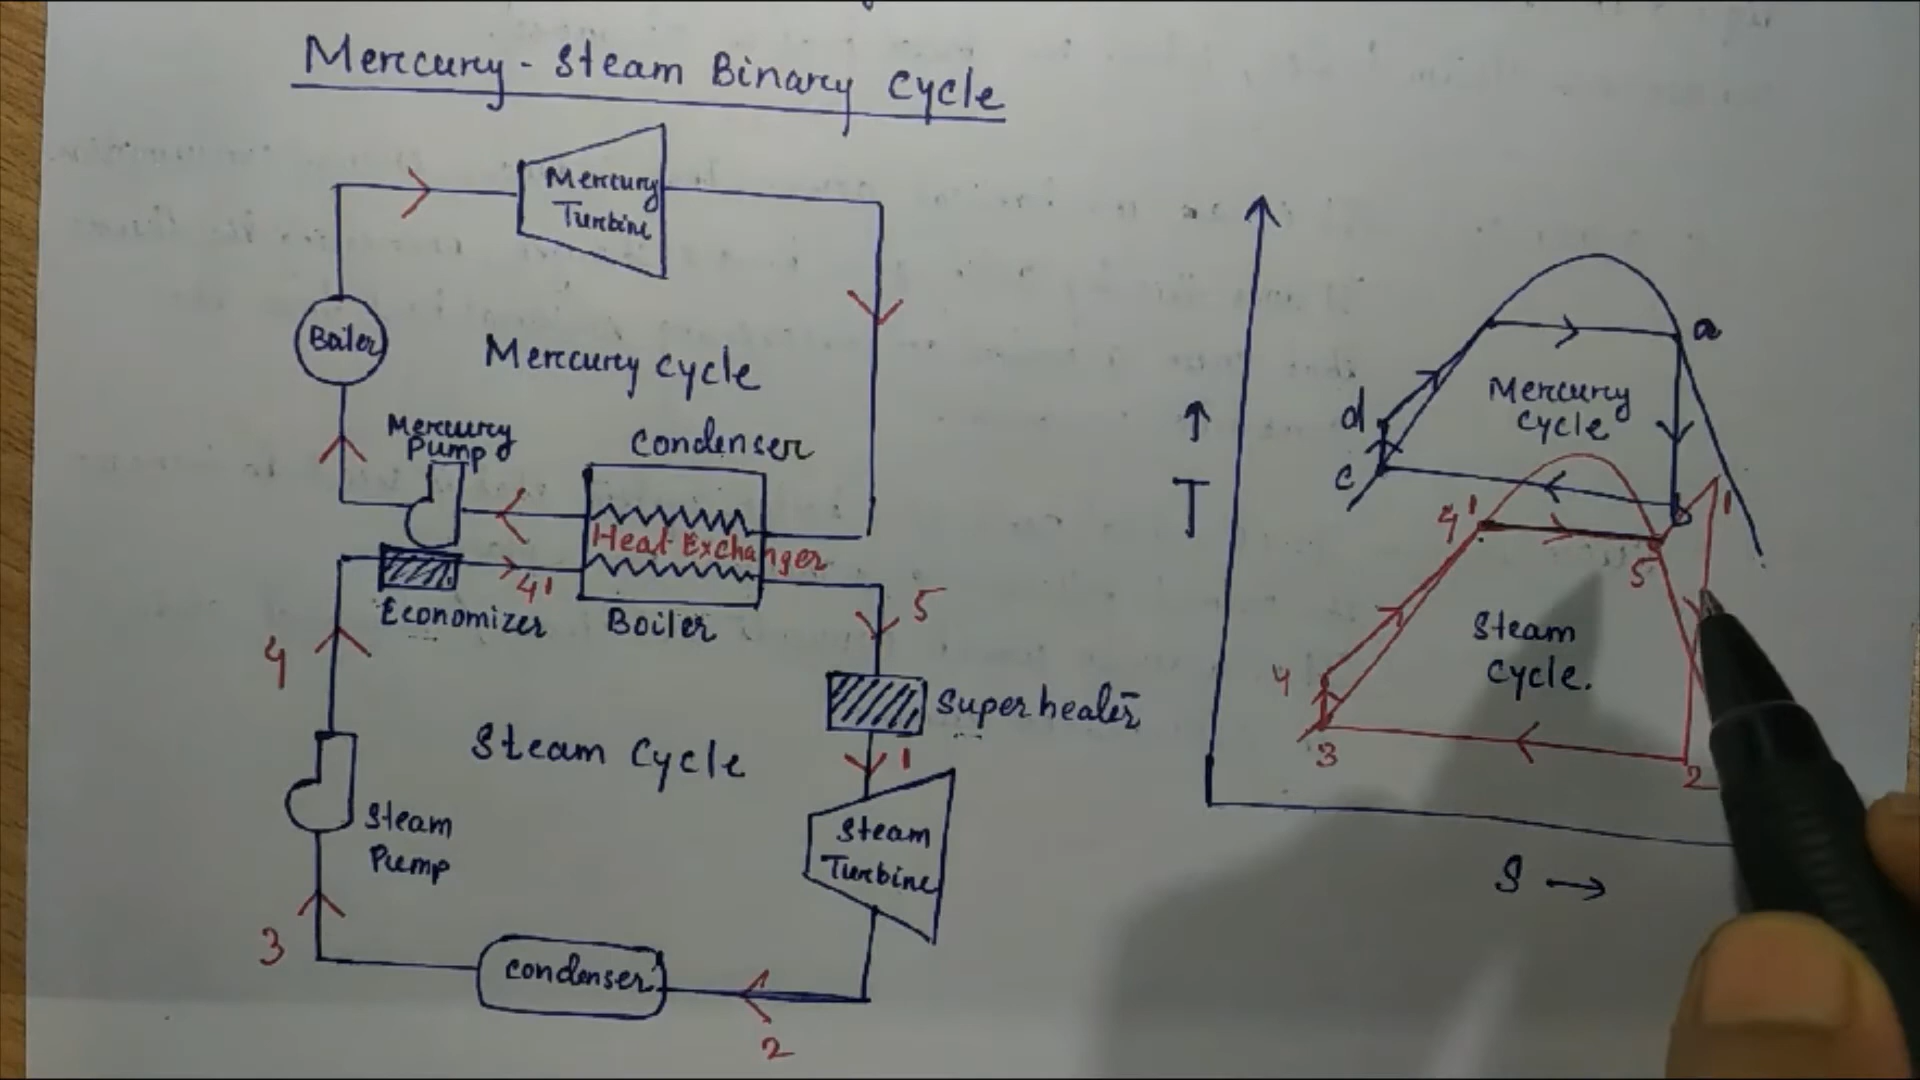 Mercury - Steam Binary Cycle
Mercury
Turbine
Boiler
Mercury cycle
Mercury
Pump
Condenser
Heat Exchanger
4'
Economizer
Boiler
5
4
Superheater
1
Steam Cycle
Steam
Turbine
Steam
Pump
3
Condenser
2
T
a
Mercury
Cycle
d
c
b
1
4'
5
Steam
Cycle.
4
3
2
S